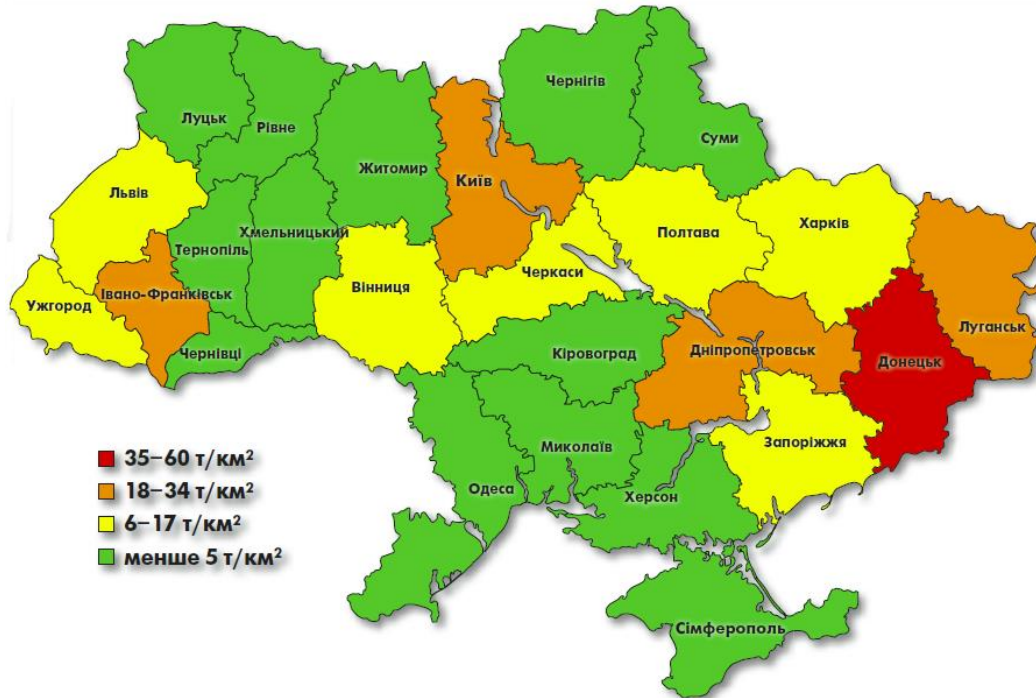 Чернігів
Луцьк
Рівне
Суми
Житомир
Київ
Львів
Хмельницький
Тернопіль
Полтава
Харків
Черкаси
Вінниця
Івано-Франківськ
Ужгород
Луганськ
Чернівці
Кіровоград
Дніпропетровськ
Донецьк
Запоріжжя
Миколаїв
Одеса
Херсон
Сімферополь
35–60 т/км²
18–34 т/км²
6–17 т/км²
менше 5 т/км²